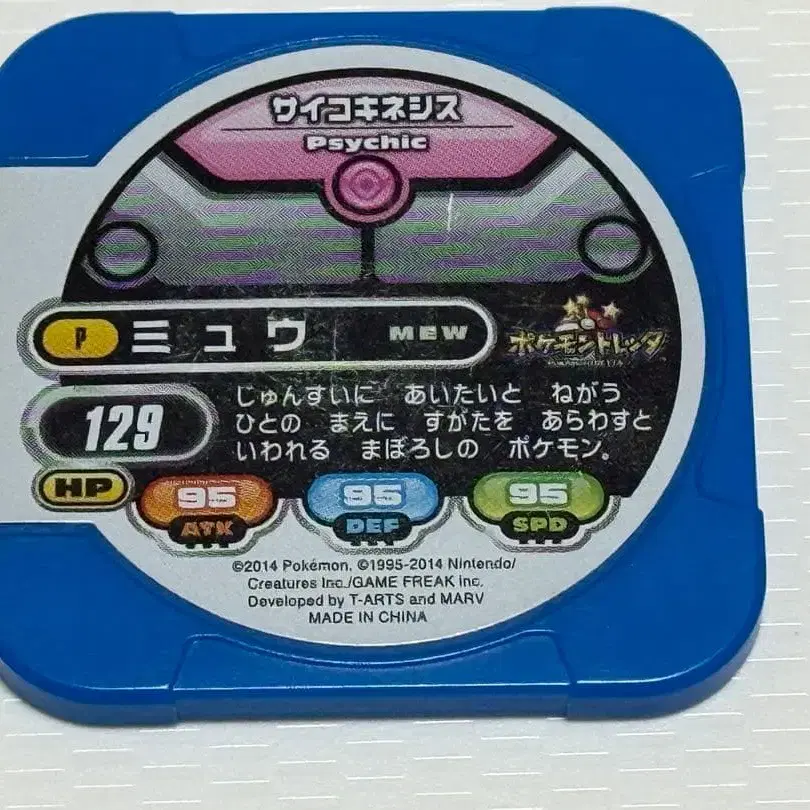 サイコキネシス
Psychic
P ミュウ MEW
ポケモントレッタ
129
じゅんすいに あいたいと ねがう
ひとの まえに すがたを あらわすと
いわれる まぼろしの ポケモン。
HP
95 95 95
ATK DEF SPD
©2014 Pokémon. ©1995-2014 Nintendo/
Creatures Inc./GAME FREAK inc.
Developed by T-ARTS and MARV
MADE IN CHINA